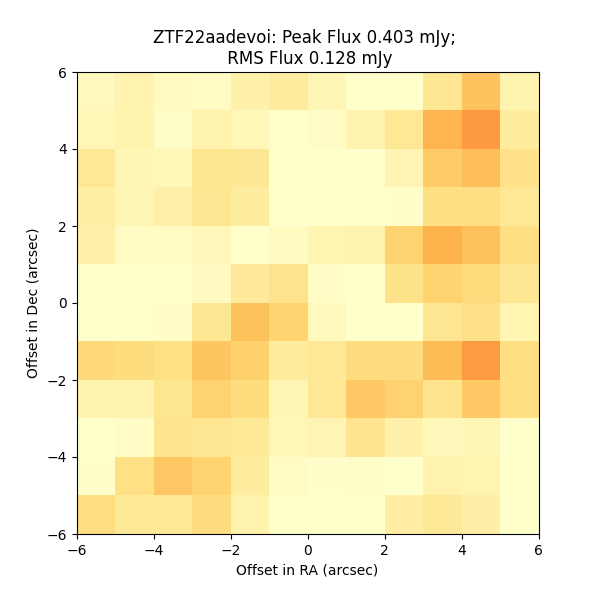 ZTF22aadevoi: Peak Flux 0.403 mJy;
RMS Flux 0.128 mJy
6
4
2
0
−2
−4
−6
Offset in Dec (arcsec)
−6 −4 −2 0 2 4 6
Offset in RA (arcsec)